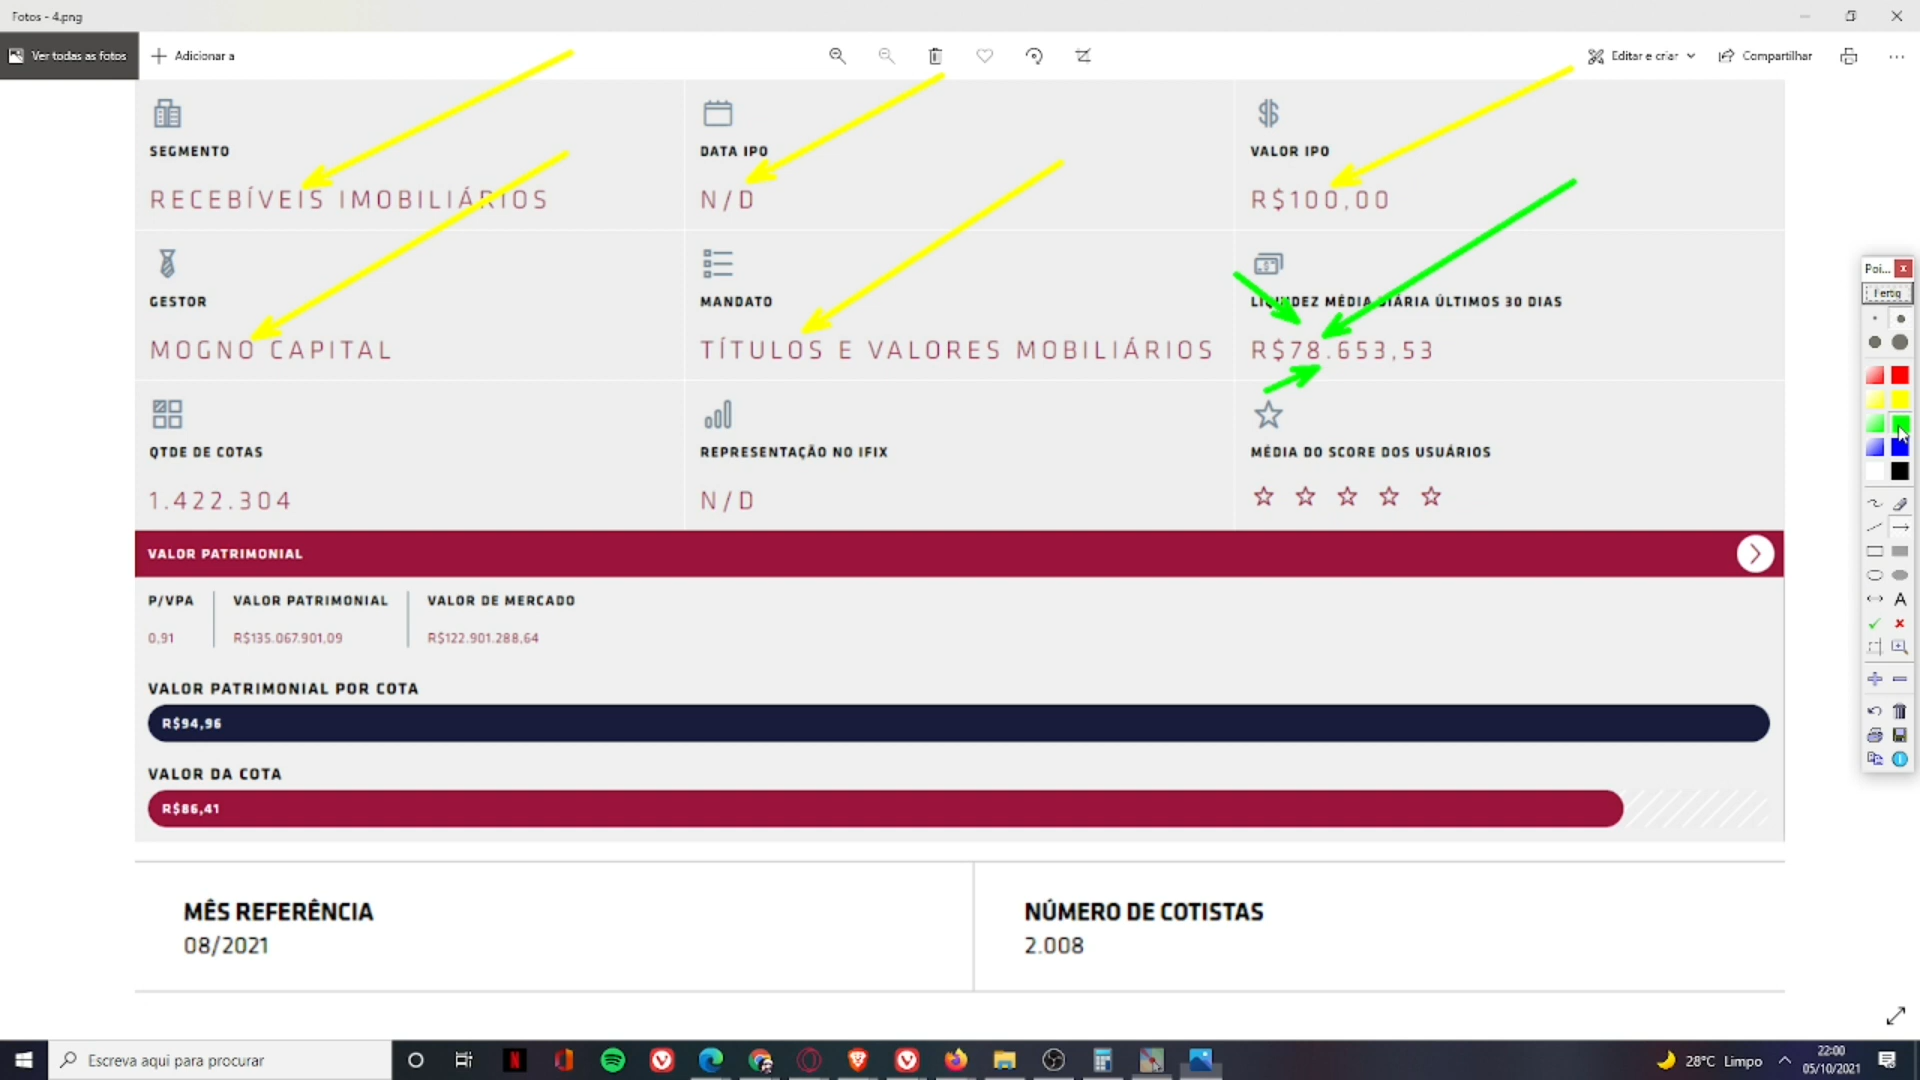 Fotos - 4.png
Ver todas as fotos
Adicionar a
Editar e criar
Compartilhar
SEGMENTO
RECEBÍVEIS IMOBILIÁRIOS
DATA IPO
N/D
VALOR IPO
R$100,00
GESTOR
MOGNO CAPITAL
MANDATO
TÍTULOS E VALORES MOBILIÁRIOS
LIQUIDEZ MÉDIA DIÁRIA ÚLTIMOS 30 DIAS
R$78.653,53
QTDE DE COTAS
1.422.304
REPRESENTAÇÃO NO IFIX
N/D
MÉDIA DO SCORE DOS USUÁRIOS
VALOR PATRIMONIAL
P/VPA
0,91
VALOR PATRIMONIAL
R$135.067.901,09
VALOR DE MERCADO
R$122.901.288,64
VALOR PATRIMONIAL POR COTA
R$94,96
VALOR DA COTA
R$86,41
MÊS REFERÊNCIA
08/2021
NÚMERO DE COTISTAS
2.008
Poi...
A
Escreva aqui para procurar
28°C Limpo
22:00
05/10/2021